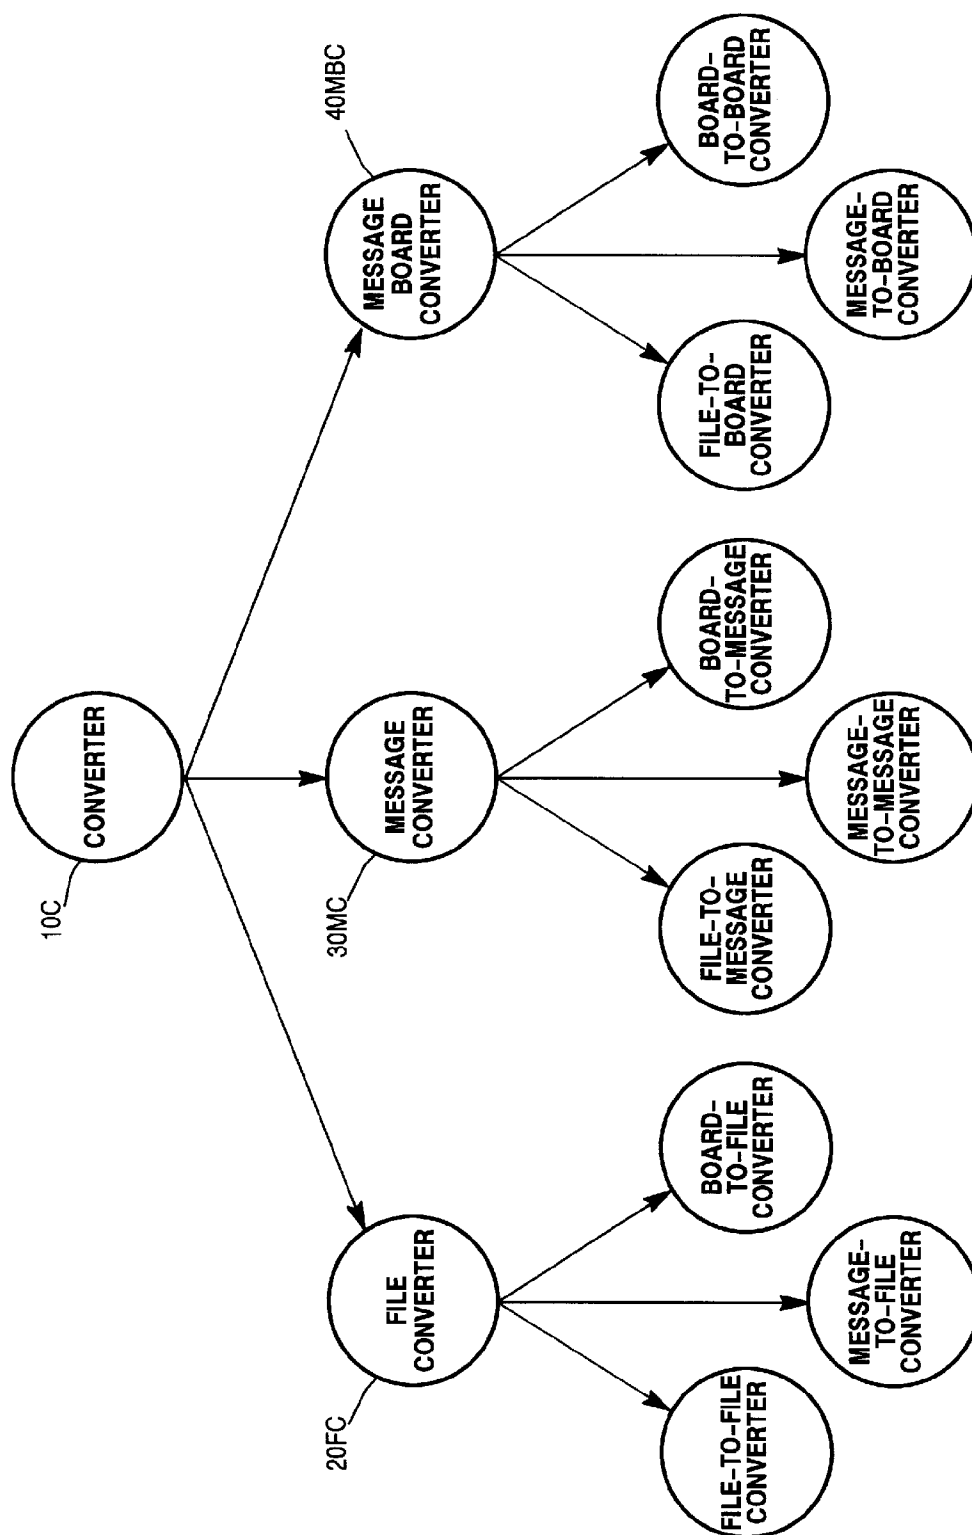 10C
CONVERTER
20FC
FILE
CONVERTER
30MC
MESSAGE
CONVERTER
40MBC
MESSAGE
BOARD
CONVERTER
FILE-TO-FILE
CONVERTER
MESSAGE-
TO-FILE
CONVERTER
BOARD-
TO-FILE
CONVERTER
FILE-TO-
MESSAGE
CONVERTER
MESSAGE-
TO-MESSAGE
CONVERTER
BOARD-
TO-MESSAGE
CONVERTER
FILE-TO-
BOARD
CONVERTER
MESSAGE-
TO-BOARD
CONVERTER
BOARD-
TO-BOARD
CONVERTER